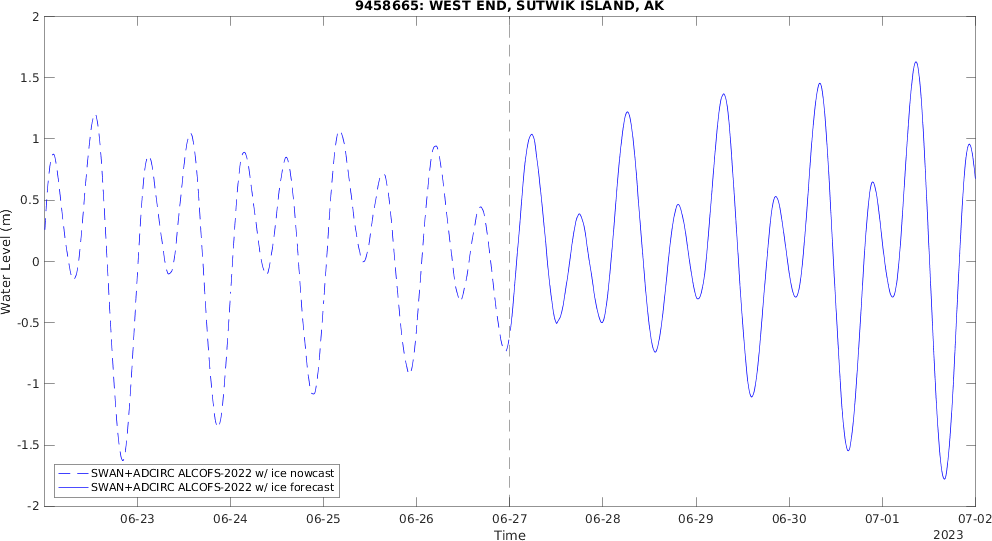 9458665: WEST END, SUTWIK ISLAND, AK
Water Level (m)
2
1.5
1
0.5
0
-0.5
-1
-1.5
-2
SWAN+ADCIRC ALCOFS-2022 w/ ice nowcast
SWAN+ADCIRC ALCOFS-2022 w/ ice forecast
06-23 06-24 06-25 06-26 06-27 06-28 06-29 06-30 07-01 07-02
Time
2023